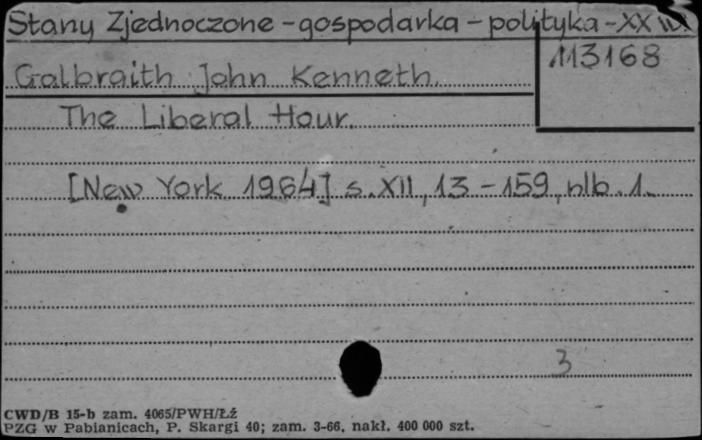 Stany Zjednoczone - gospodarka - polityka - XX w.
113168
Galbraith John Kenneth.
The Liberal Hour.
[New York 1964] s. XII, 13-159, nlb. 1.
3
CWD/B 15-b zam. 4065/PWH/Łź
PZG w Pabianicach, P. Skargi 40; zam. 3-66, nakł. 400 000 szt.